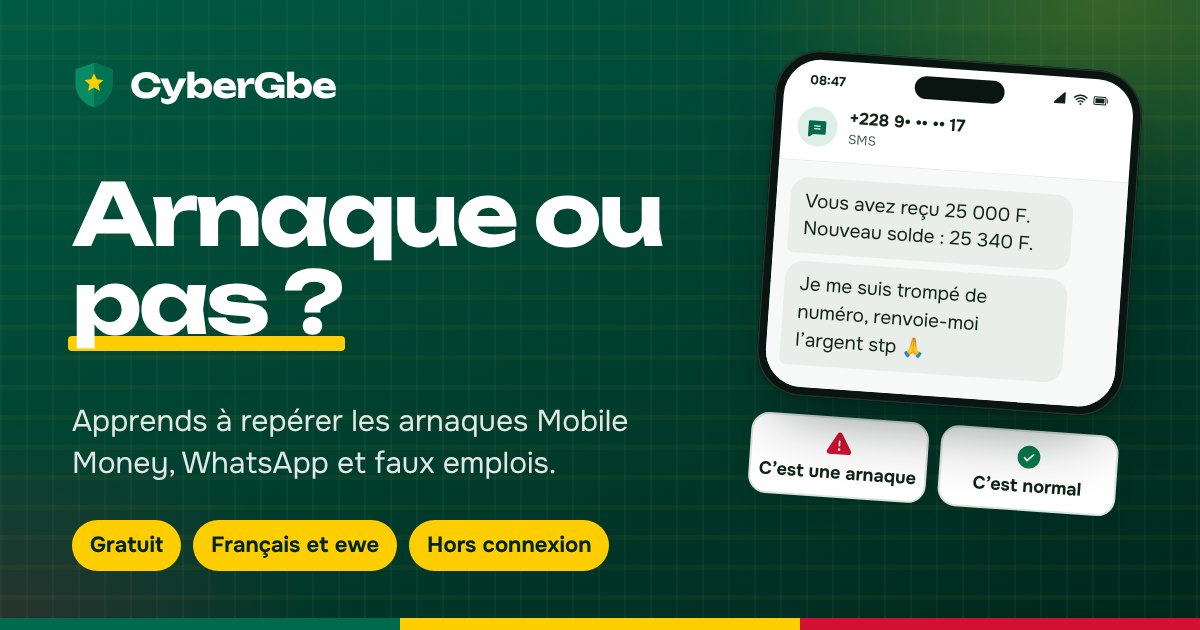 CyberGbe
Arnaque ou
pas ?
Apprends à repérer les arnaques Mobile
Money, WhatsApp et faux emplois.
Gratuit
Français et ewe
Hors connexion
08:47
+228 9• •• •• 17
SMS
Vous avez reçu 25 000 F.
Nouveau solde : 25 340 F.
Je me suis trompé de
numéro, renvoie-moi
l’argent stp 🙏
C’est une arnaque
C’est normal